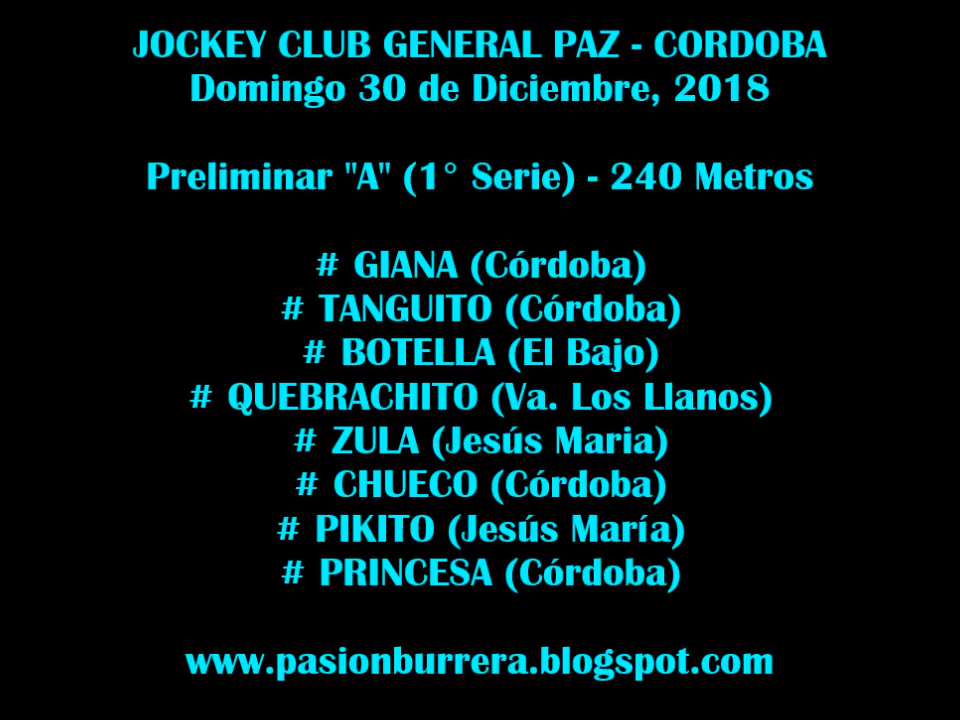 JOCKEY CLUB GENERAL PAZ - CORDOBA
Domingo 30 de Diciembre, 2018
Preliminar "A" (1° Serie) - 240 Metros
# GIANA (Córdoba)
# TANGUITO (Córdoba)
# BOTELLA (El Bajo)
# QUEBRACHITO (Va. Los Llanos)
# ZULA (Jesús Maria)
# CHUECO (Córdoba)
# PIKITO (Jesús María)
# PRINCESA (Córdoba)
www.pasionburrera.blogspot.com